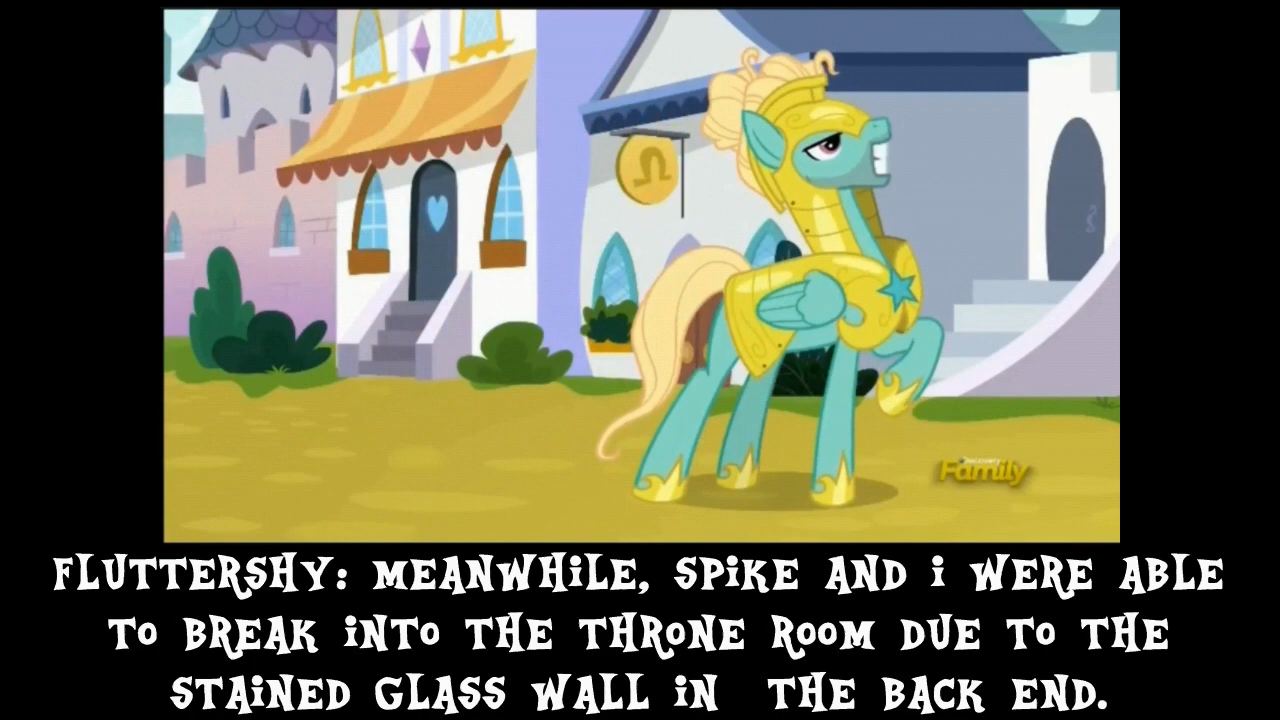 Discovery
Family
FLUTTERSHY: MEANWHiLE, SPiKE AND i WERE ABLE
TO BREAK iNTO THE THRONE ROOM DUE TO THE
STAiNED GLASS WALL iN THE BACK END.